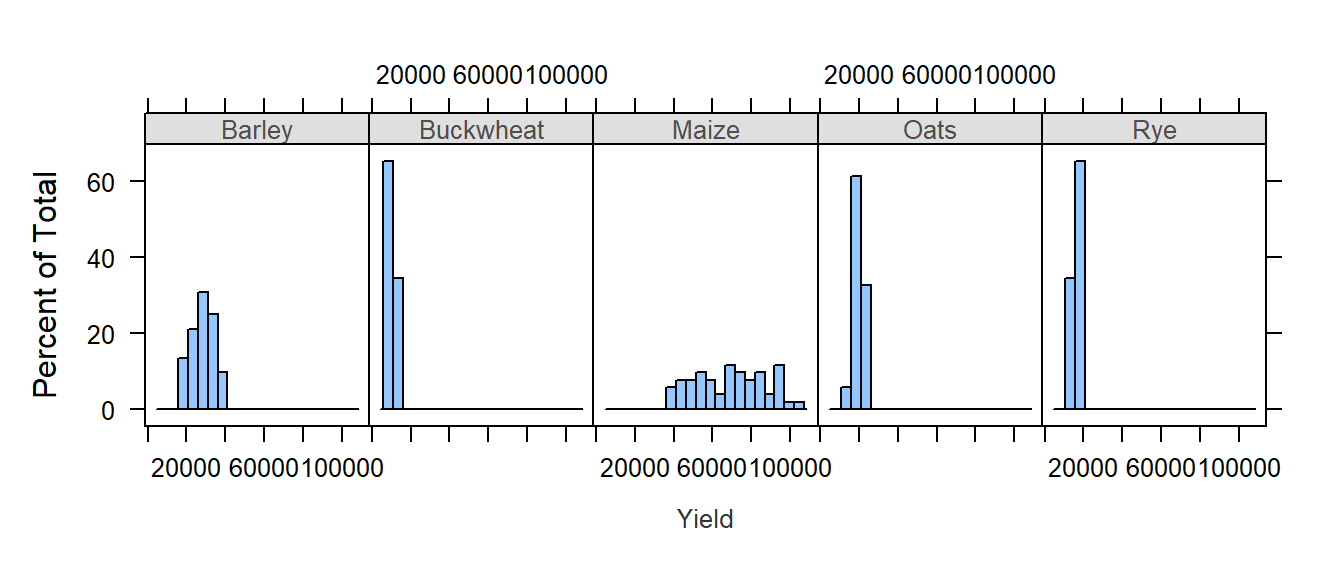 20000 60000100000 20000 60000100000
Barley Buckwheat Maize Oats Rye
Percent of Total
60
40
20
0
20000 60000100000 20000 60000100000 20000 60000100000
Yield